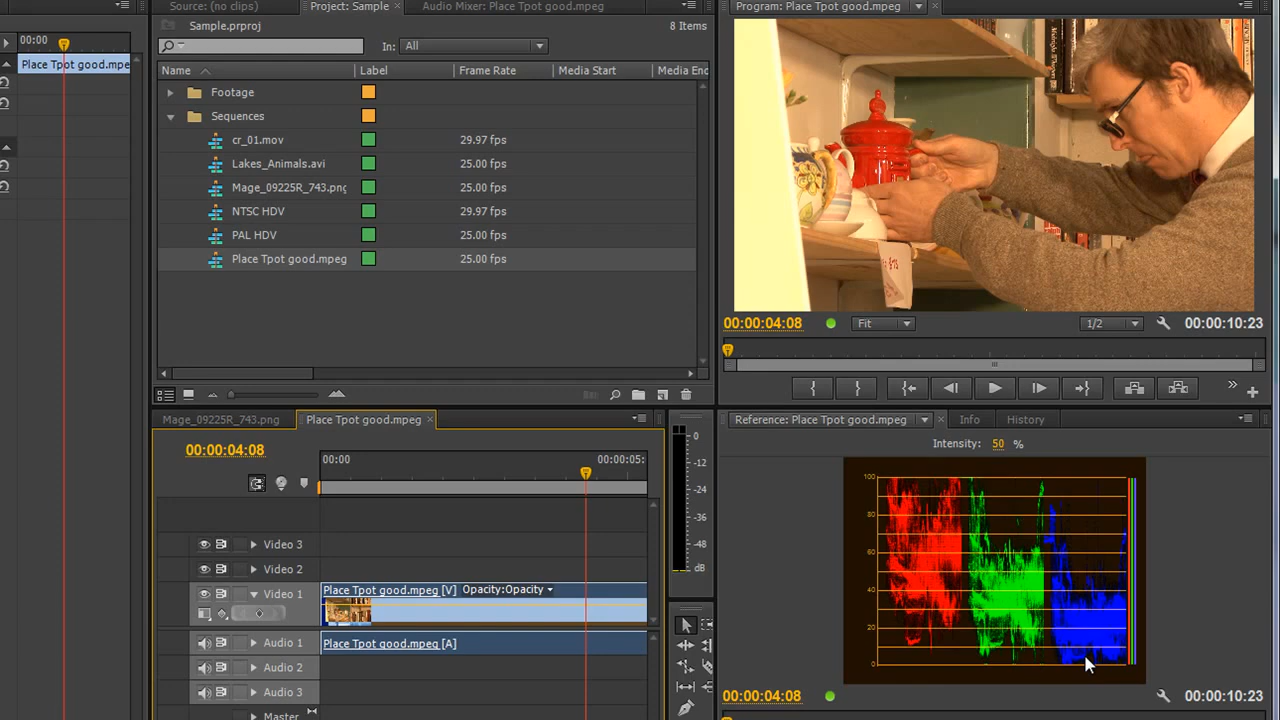 Source: (no clips)
Project: Sample
Audio Mixer: Place Tpot good.mpeg
Program: Place Tpot good.mpeg
00:00
Place Tpot good.mpe
Sample.prproj
8 Items
In: All
Name
Label
Frame Rate
Media Start
Media End
Footage
Sequences
cr_01.mov
29.97 fps
Lakes_Animals.avi
25.00 fps
Mage_09225R_743.png
25.00 fps
NTSC HDV
29.97 fps
PAL HDV
25.00 fps
Place Tpot good.mpeg
25.00 fps
00:00:04:08
Fit
1/2
00:00:10:23
Mage_09225R_743.png
Place Tpot good.mpeg
00:00:04:08
00:00
00:00:05:
Video 3
Video 2
Video 1
Place Tpot good.mpeg [V] Opacity:Opacity
Audio 1
Place Tpot good.mpeg [A]
Audio 2
Audio 3
Master
0
-12
-24
-36
-48
dB
Reference: Place Tpot good.mpeg
Info
History
Intensity: 50 %
100
80
60
40
20
0
00:00:04:08
00:00:10:23